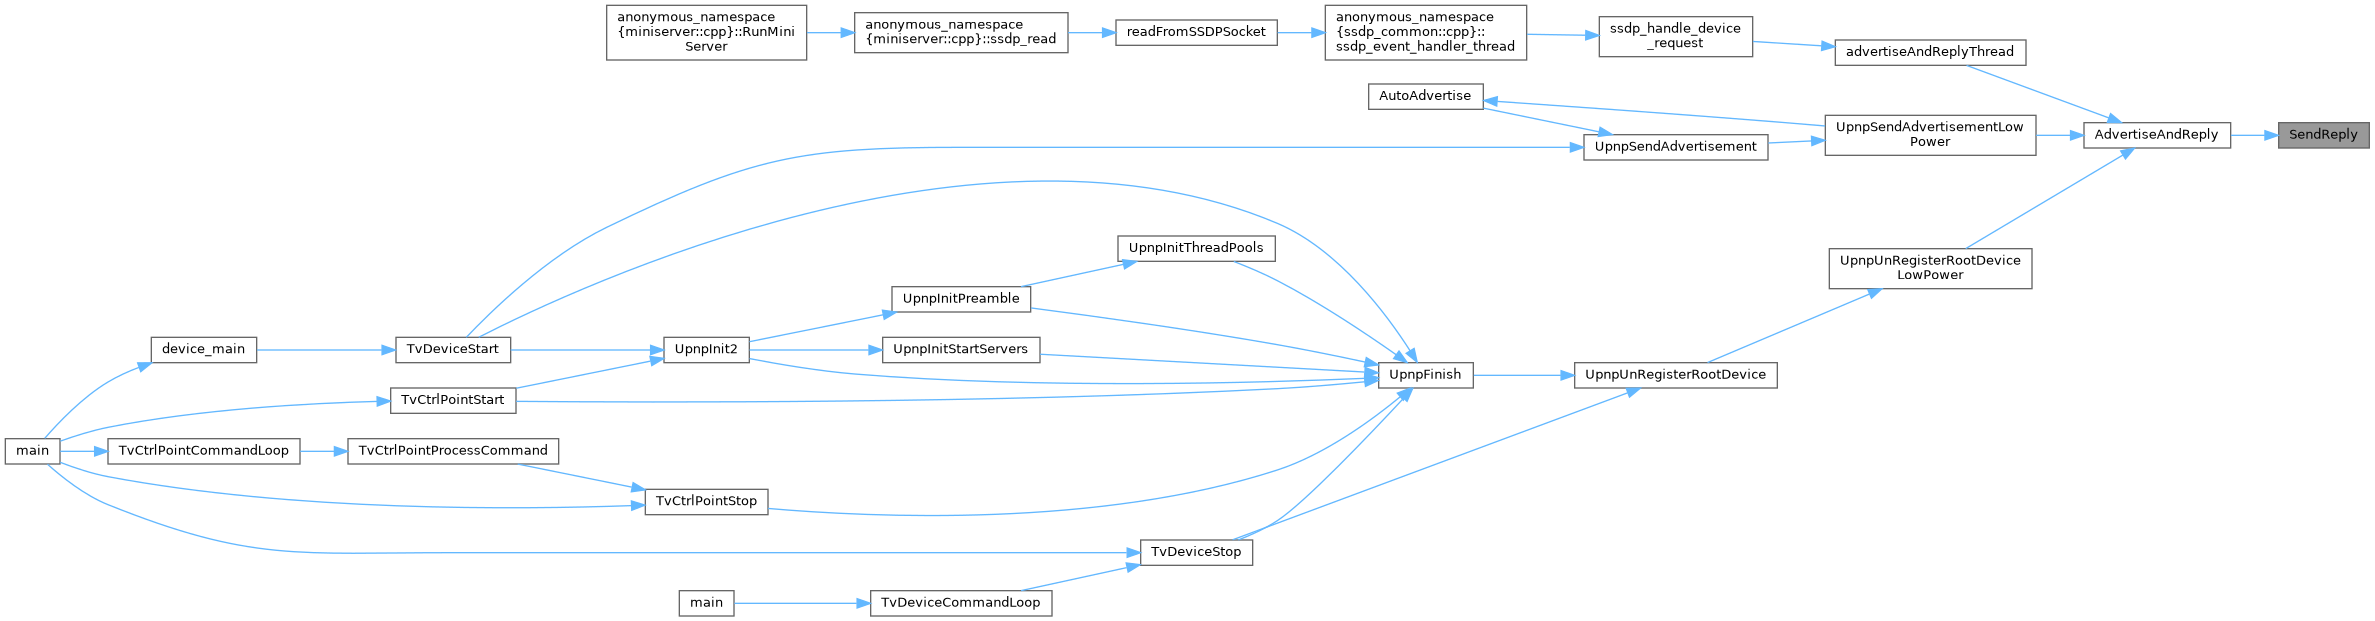 anonymous_namespace
{miniserver::cpp}::RunMini
Server
anonymous_namespace
{miniserver::cpp}::ssdp_read
readFromSSDPSocket
anonymous_namespace
{ssdp_common::cpp}::
ssdp_event_handler_thread
ssdp_handle_device
_request
advertiseAndReplyThread
AutoAdvertise
UpnpSendAdvertisement
UpnpSendAdvertisementLow
Power
AdvertiseAndReply
SendReply
UpnpInitThreadPools
UpnpUnRegisterRootDevice
LowPower
UpnpInitPreamble
device_main
TvDeviceStart
UpnpInit2
UpnpInitStartServers
UpnpFinish
UpnpUnRegisterRootDevice
TvCtrlPointStart
main
TvCtrlPointCommandLoop
TvCtrlPointProcessCommand
TvCtrlPointStop
TvDeviceStop
main
TvDeviceCommandLoop